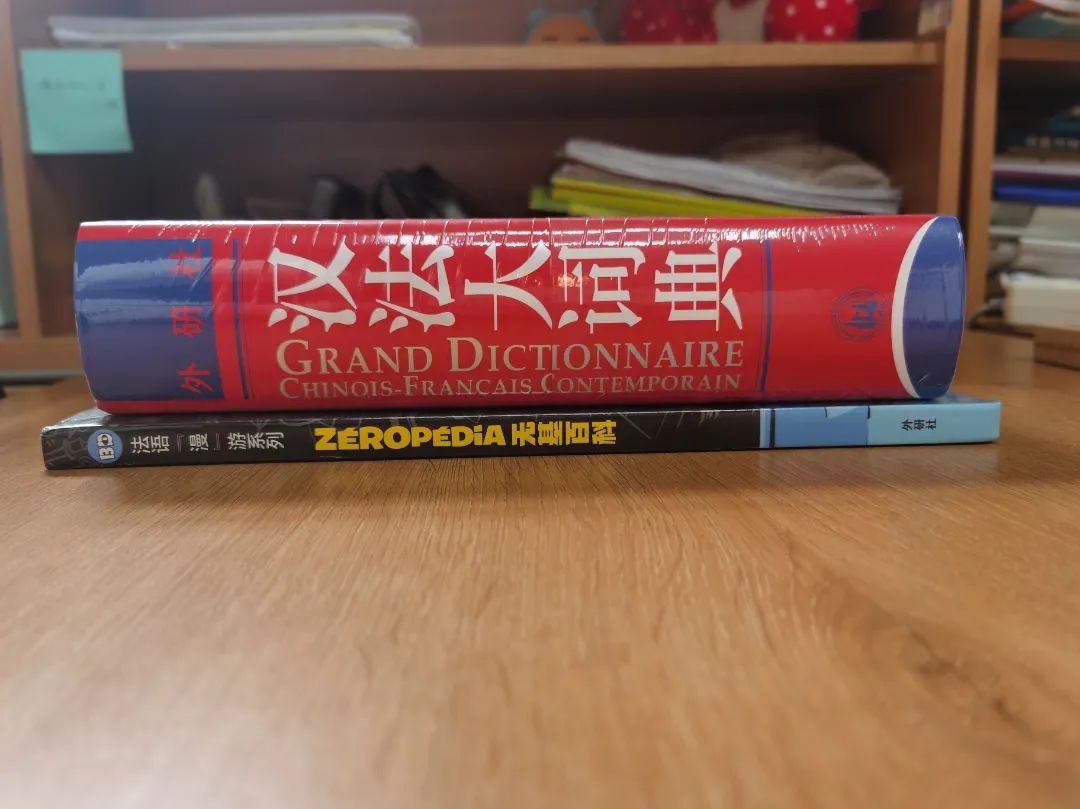 外研社
汉法大词典
GRAND DICTIONNAIRE
CHINOIS-FRANÇAIS CONTEMPORAIN
BD
法语『漫』游系列
NÉROPÉDiA 无基百科
外研社